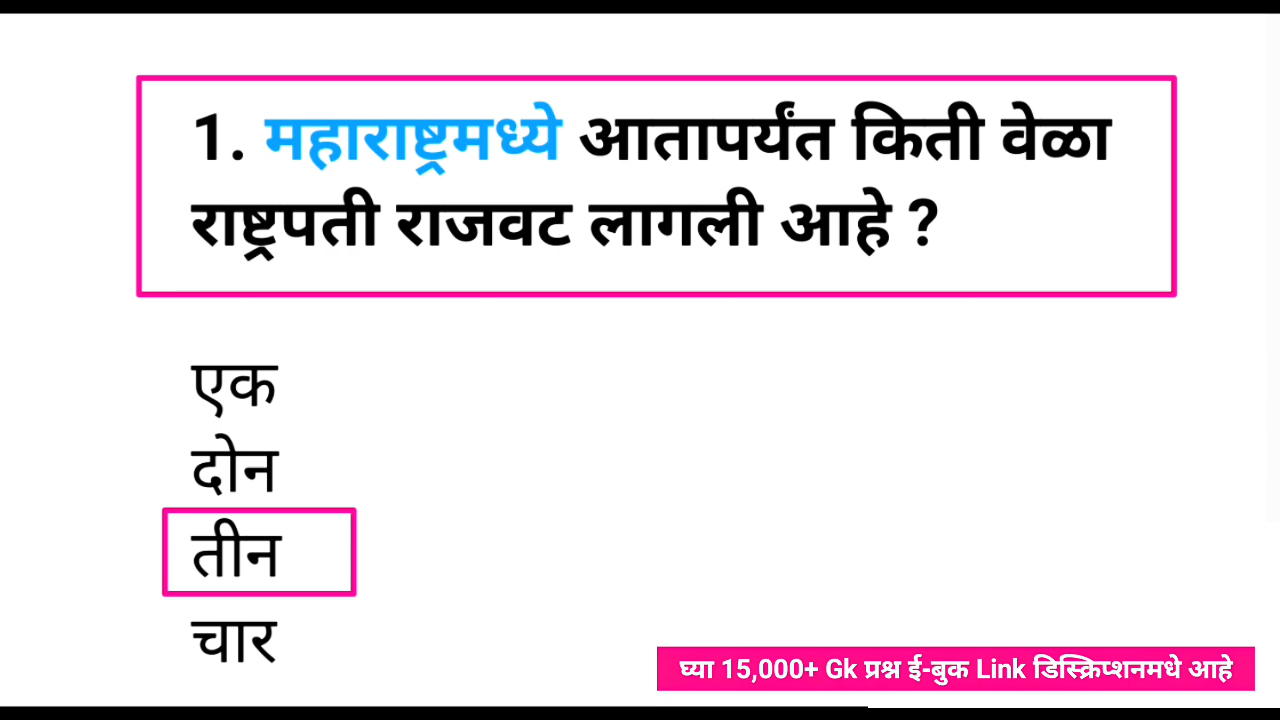 1. महाराष्ट्रमध्ये आतापर्यंत किती वेळा
राष्ट्रपती राजवट लागली आहे ?
एक
दोन
तीन
चार
घ्या 15,000+ Gk प्रश्न ई-बुक Link डिस्क्रिप्शनमधे आहे